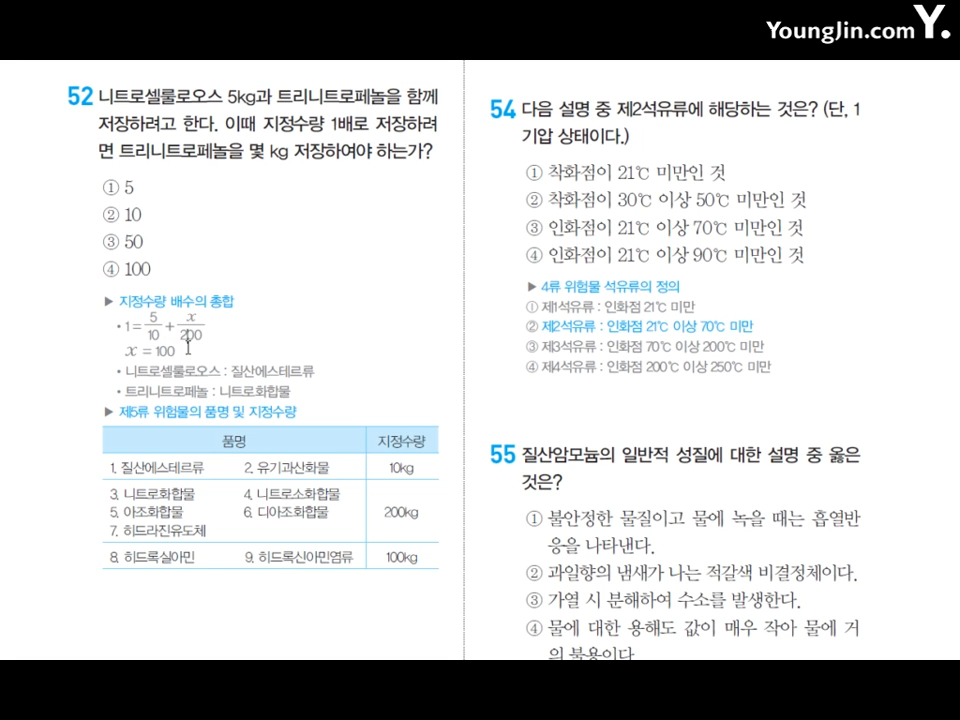 YoungJin.com Y.
52 니트로셀룰로오스 5kg과 트리니트로페놀을 함께
저장하려고 한다. 이때 지정수량 1배로 저장하려
면 트리니트로페놀을 몇 kg 저장하여야 하는가?
① 5
② 10
③ 50
④ 100
▶ 지정수량 배수의 총합
• 1 = 5/10 + x/200
x = 100
• 니트로셀룰로오스 : 질산에스테르류
• 트리니트로페놀 : 니트로화합물
▶ 제5류 위험물의 품명 및 지정수량
품명 지정수량
1. 질산에스테르류 2. 유기과산화물 10kg
3. 니트로화합물 4. 니트로소화합물
5. 아조화합물 6. 디아조화합물 200kg
7. 히드라진유도체
8. 히드록실아민 9. 히드록신아민염류 100kg
54 다음 설명 중 제2석유류에 해당하는 것은? (단, 1
기압 상태이다.)
① 착화점이 21℃ 미만인 것
② 착화점이 30℃ 이상 50℃ 미만인 것
③ 인화점이 21℃ 이상 70℃ 미만인 것
④ 인화점이 21℃ 이상 90℃ 미만인 것
▶ 4류 위험물 석유류의 정의
① 제1석유류 : 인화점 21℃ 미만
② 제2석유류 : 인화점 21℃ 이상 70℃ 미만
③ 제3석유류 : 인화점 70℃ 이상 200℃ 미만
④ 제4석유류 : 인화점 200℃ 이상 250℃ 미만
55 질산암모늄의 일반적 성질에 대한 설명 중 옳은
것은?
① 불안정한 물질이고 물에 녹을 때는 흡열반
응을 나타낸다.
② 과일향의 냄새가 나는 적갈색 비결정체이다.
③ 가열 시 분해하여 수소를 발생한다.
④ 물에 대한 용해도 값이 매우 작아 물에 거
의 불용이다